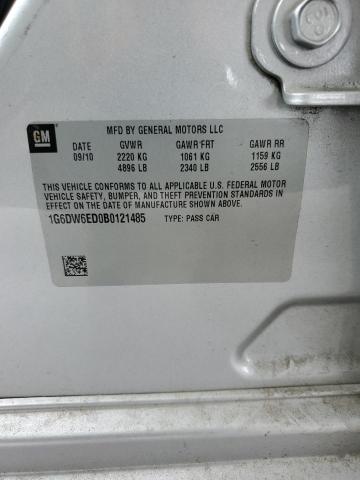 GM
MFD BY GENERAL MOTORS LLC
DATE GVWR GAWR FRT GAWR RR
09/10 2220 KG 1061 KG 1159 KG
4896 LB 2340 LB 2556 LB
THIS VEHICLE CONFORMS TO ALL APPLICABLE U.S. FEDERAL MOTOR
VEHICLE SAFETY, BUMPER, AND THEFT PREVENTION STANDARDS IN
EFFECT ON THE DATE OF MANUFACTURE SHOWN ABOVE.
1G6DW6ED0B0121485 TYPE: PASS CAR